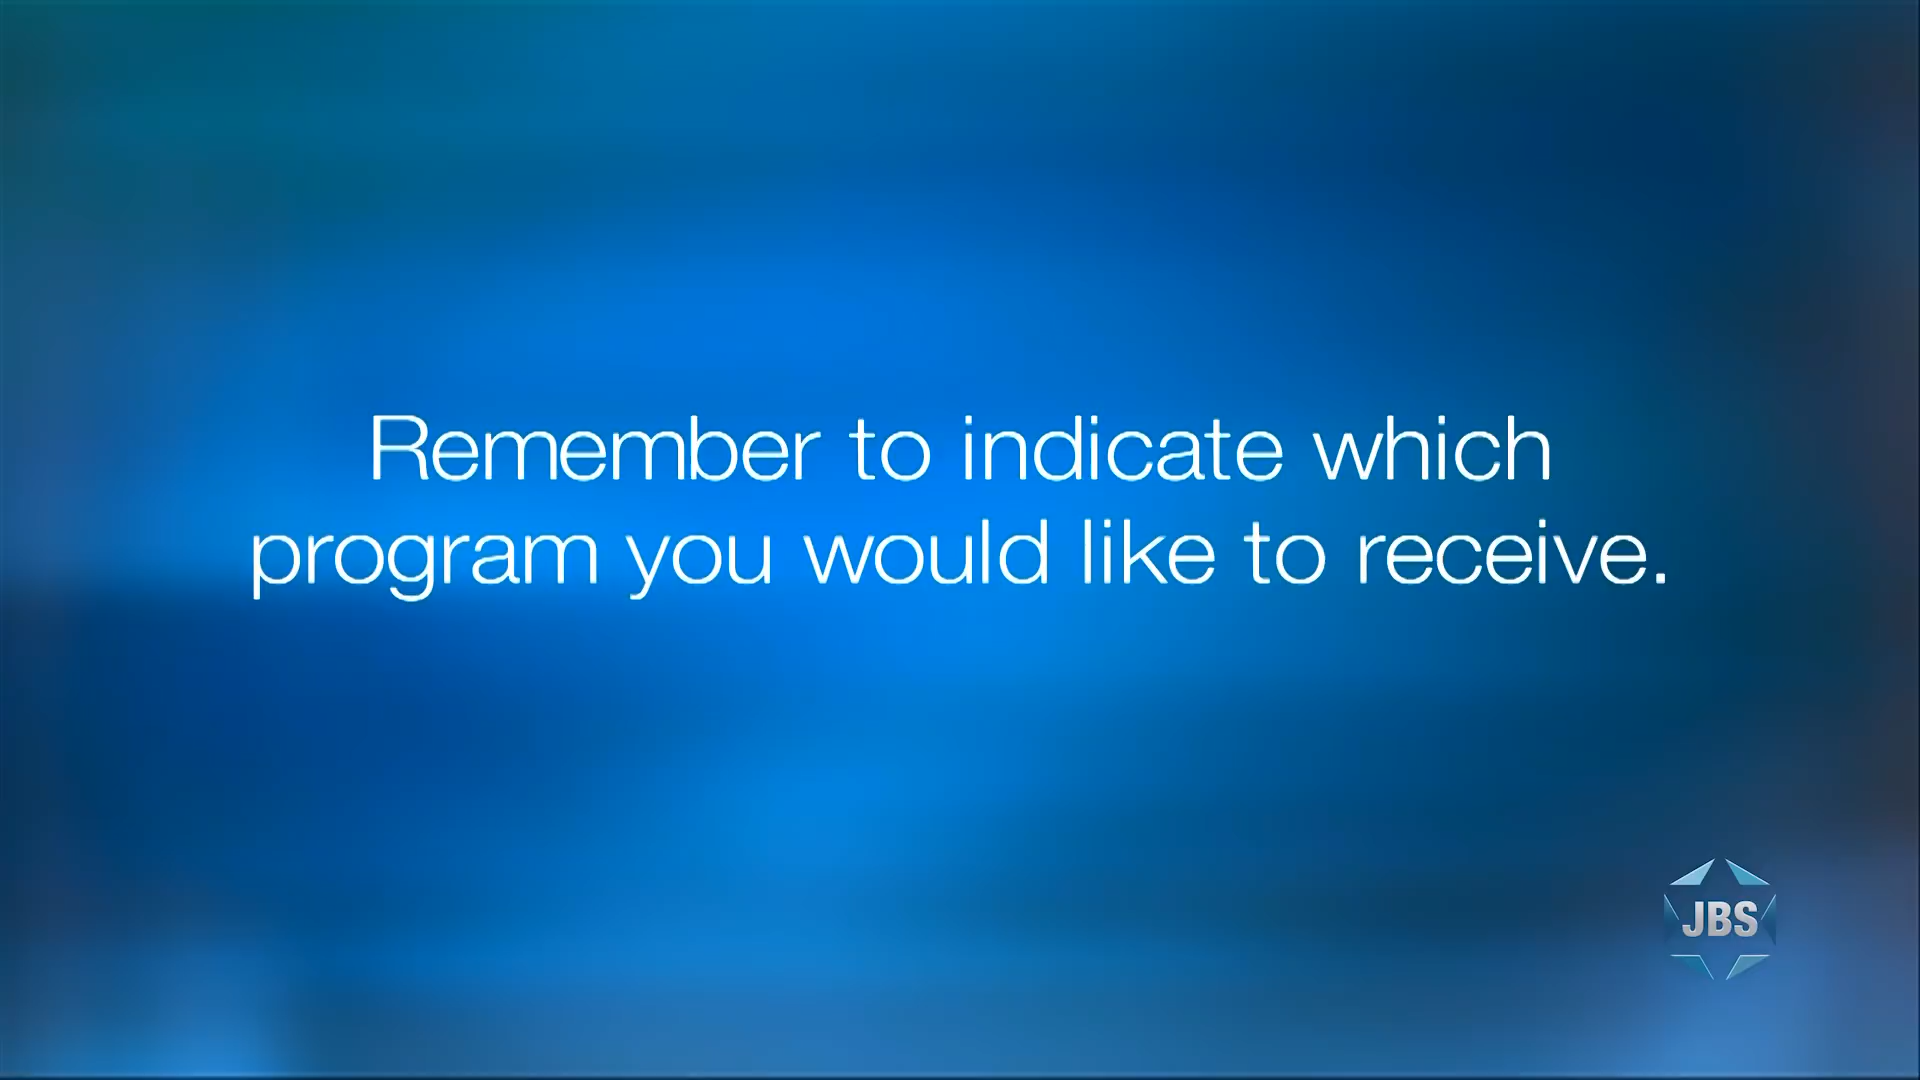 Remember to indicate which
program you would like to receive.
JBS